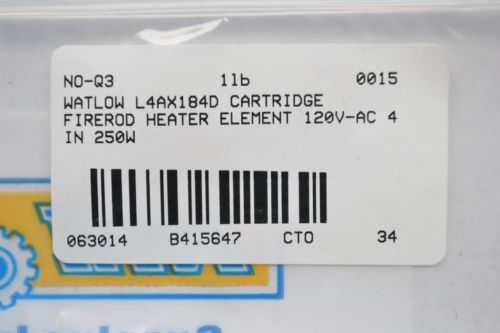 NO-Q3 1lb 0015
WATLOW L4AX184D CARTRIDGE
FIREROD HEATER ELEMENT 120V-AC 4
IN 250W
063014 B415647 CTO 34